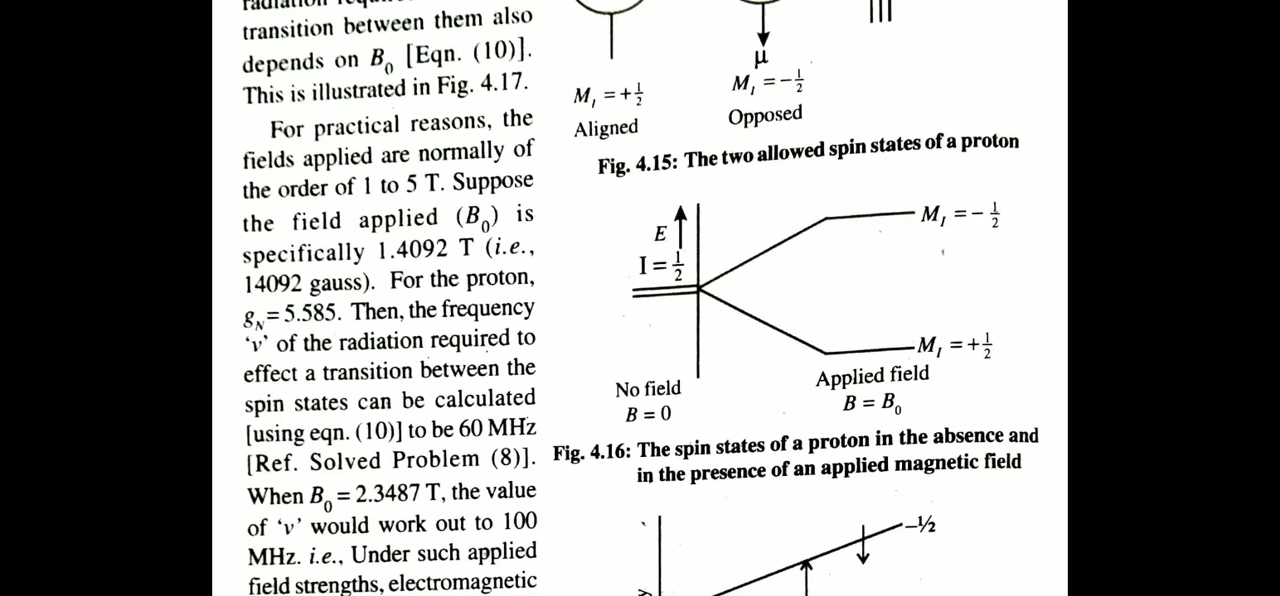 transition between them also
depends on B₀ [Eqn. (10)].
This is illustrated in Fig. 4.17.
For practical reasons, the
fields applied are normally of
the order of 1 to 5 T. Suppose
the field applied (B₀) is
specifically 1.4092 T (i.e.,
14092 gauss). For the proton,
g_N = 5.585. Then, the frequency
‘ν’ of the radiation required to
effect a transition between the
spin states can be calculated
[using eqn. (10)] to be 60 MHz
[Ref. Solved Problem (8)].
When B₀ = 2.3487 T, the value
of ‘ν’ would work out to 100
MHz. i.e., Under such applied
field strengths, electromagnetic
μ
M_I = +½
Aligned
M_I = −½
Opposed
Fig. 4.15: The two allowed spin states of a proton
E
I = ½
M_I = − ½
M_I = +½
No field
B = 0
Applied field
B = B₀
Fig. 4.16: The spin states of a proton in the absence and
in the presence of an applied magnetic field
−½